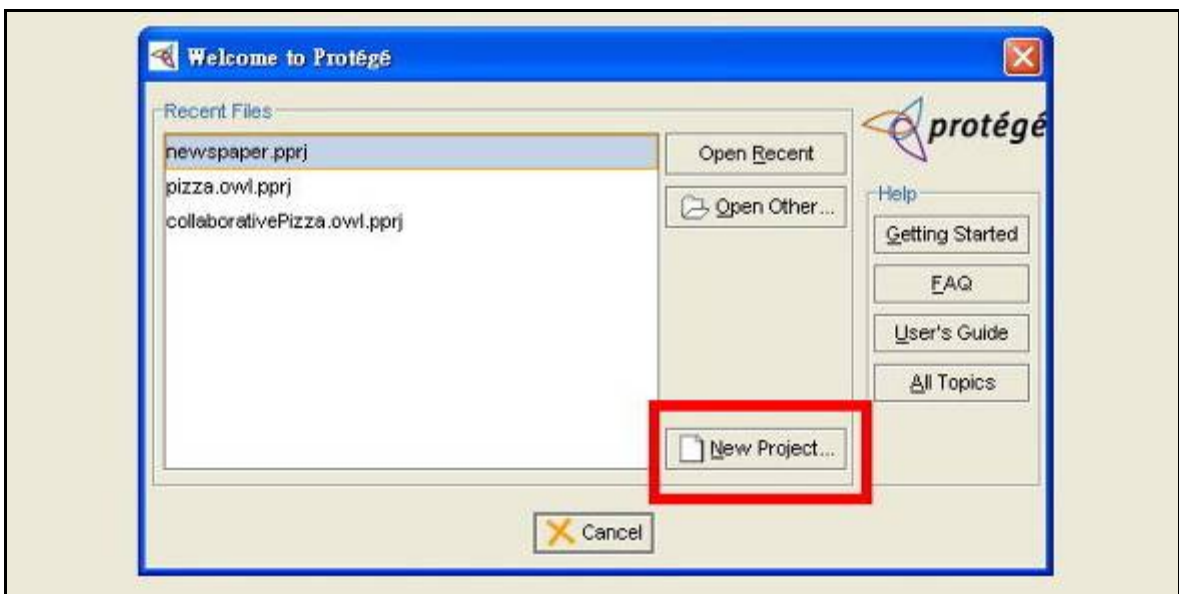 Welcome to Protégé
Recent Files
newspaper.pprj
pizza.owl.pprj
collaborativePizza.owl.pprj
Open Recent
Open Other...
New Project...
protégé
Help
Getting Started
FAQ
User's Guide
All Topics
Cancel